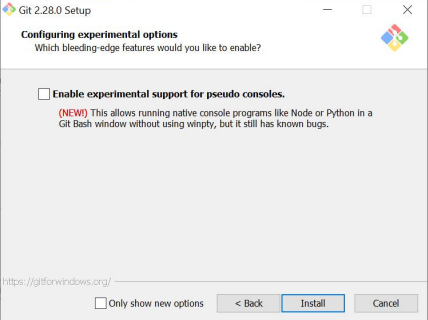 Git 2.28.0 Setup
Configuring experimental options
Which bleeding-edge features would you like to enable?
Enable experimental support for pseudo consoles.
(NEW!) This allows running native console programs like Node or Python in a
Git Bash window without using winpty, but it still has known bugs.
https://gitforwindows.org/
Only show new options
< Back
Install
Cancel